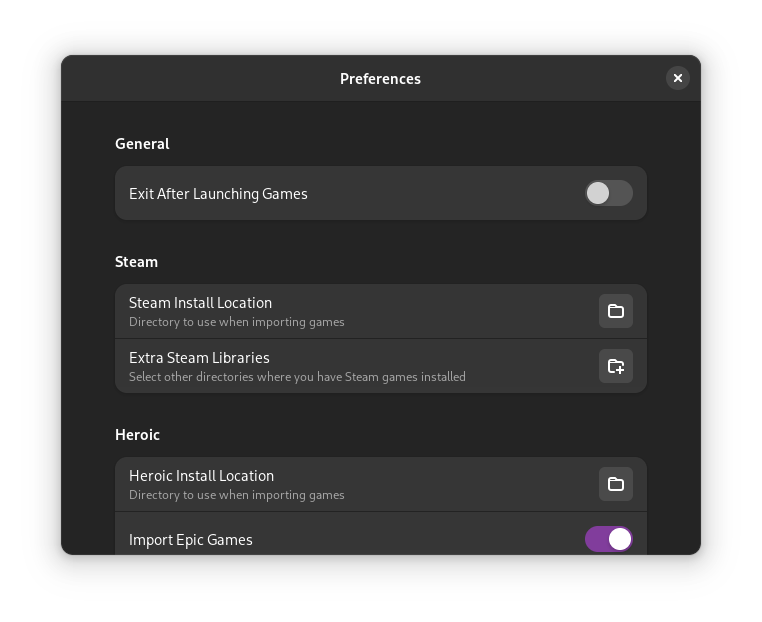 Preferences
General
Exit After Launching Games
Steam
Steam Install Location
Directory to use when importing games
Extra Steam Libraries
Select other directories where you have Steam games installed
Heroic
Heroic Install Location
Directory to use when importing games
Import Epic Games